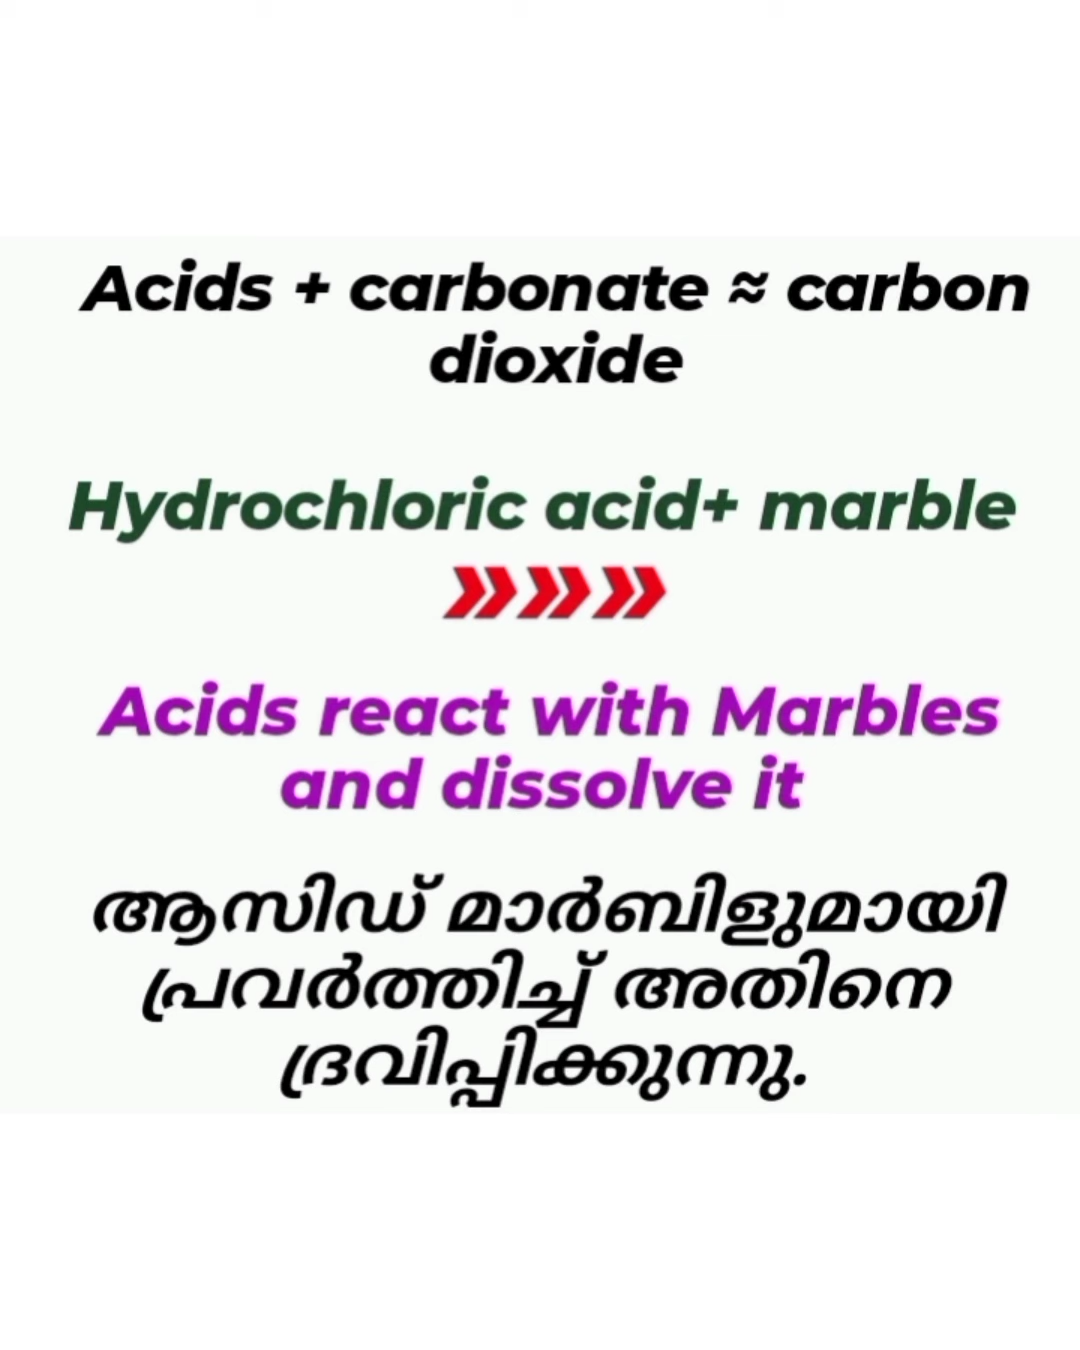 Acids + carbonate ≈ carbon
dioxide
Hydrochloric acid+ marble
»»»
Acids react with Marbles
and dissolve it
ആസിഡ് മാർബിളുമായി
പ്രവർത്തിച്ച് അതിനെ
ദ്രവിപ്പിക്കുന്നു.